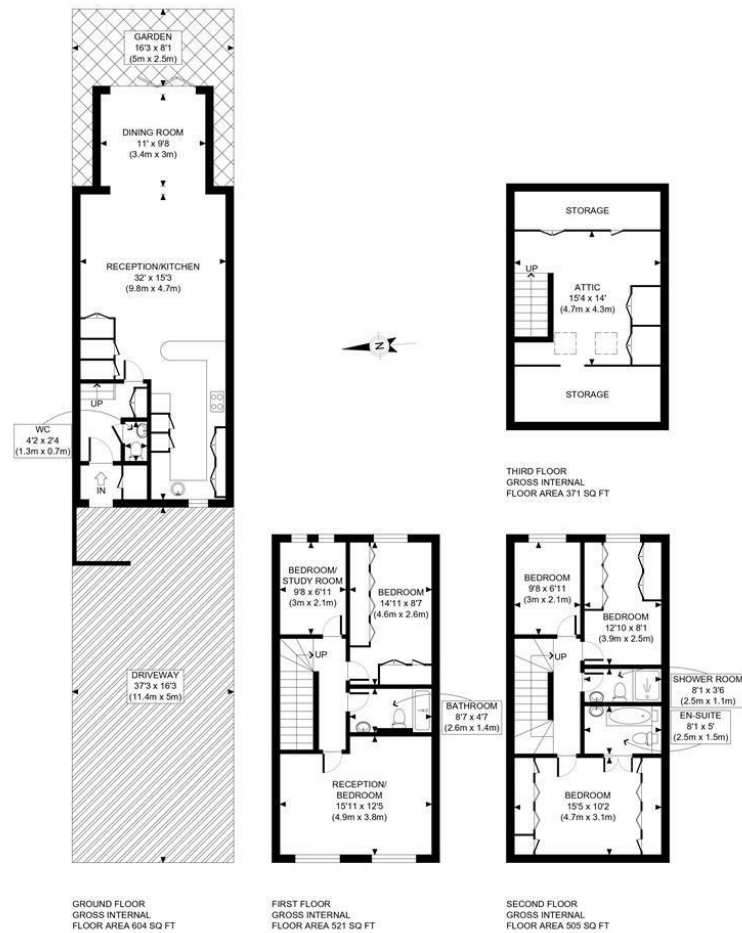 GARDEN
16'3 x 8'1
(5m x 2.5m)
DINING ROOM
11' x 9'8
(3.4m x 3m)
RECEPTION/KITCHEN
32' x 15'3
(9.8m x 4.7m)
UP
WC
4'2 x 2'4
(1.3m x 0.7m)
IN
DRIVEWAY
37'3 x 16'3
(11.4m x 5m)
GROUND FLOOR
GROSS INTERNAL
FLOOR AREA 604 SQ FT
N
STORAGE
UP
ATTIC
15'4 x 14'
(4.7m x 4.3m)
STORAGE
THIRD FLOOR
GROSS INTERNAL
FLOOR AREA 371 SQ FT
BEDROOM/
STUDY ROOM
9'8 x 6'11
(3m x 2.1m)
BEDROOM
14'11 x 8'7
(4.6m x 2.6m)
UP
BATHROOM
8'7 x 4'7
(2.6m x 1.4m)
RECEPTION/
BEDROOM
15'11 x 12'5
(4.9m x 3.8m)
FIRST FLOOR
GROSS INTERNAL
FLOOR AREA 521 SQ FT
BEDROOM
9'8 x 6'11
(3m x 2.1m)
BEDROOM
12'10 x 8'1
(3.9m x 2.5m)
UP
SHOWER ROOM
8'1 x 3'6
(2.5m x 1.1m)
EN-SUITE
8'1 x 5'
(2.5m x 1.5m)
BEDROOM
15'5 x 10'2
(4.7m x 3.1m)
SECOND FLOOR
GROSS INTERNAL
FLOOR AREA 505 SQ FT